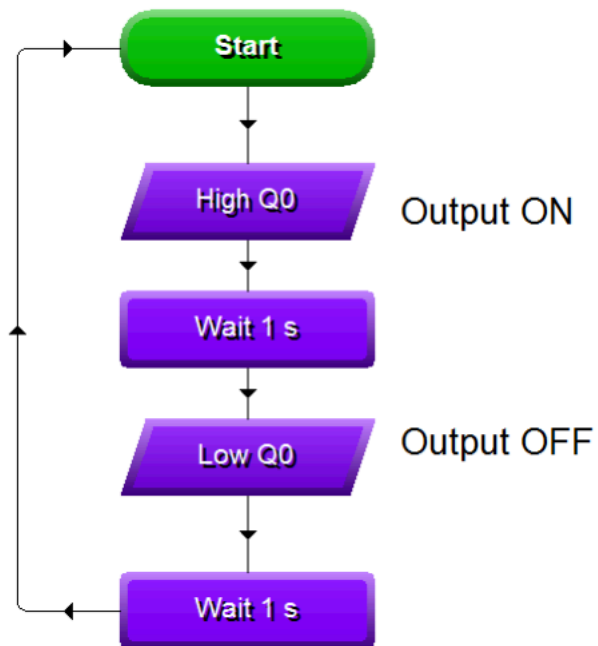 Start
High Q0
Output ON
Wait 1 s
Low Q0
Output OFF
Wait 1 s